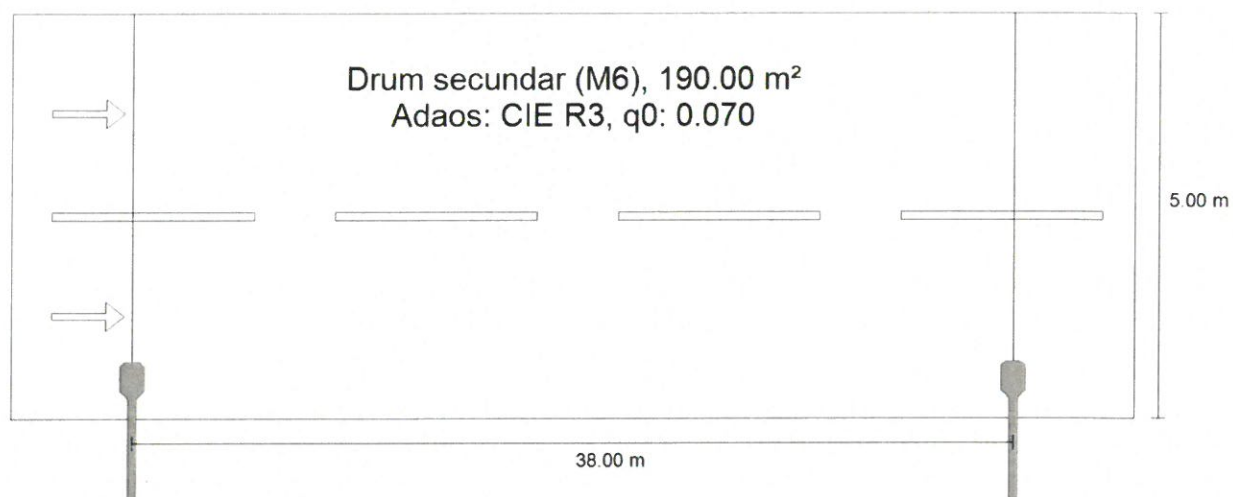 Drum secundar (M6), 190.00 m²
Adaos: CIE R3, q0: 0.070
5.00 m
38.00 m